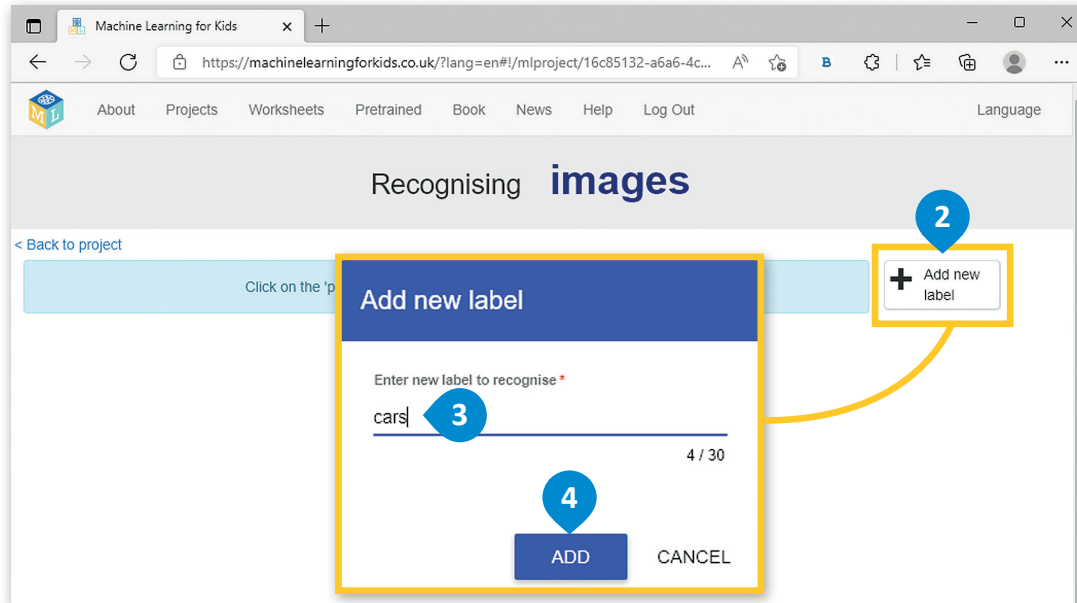 Machine Learning for Kids
https://machinelearningforkids.co.uk/?lang=en#!/mlproject/16c85132-a6a6-4c...
B
ML
About Projects Worksheets Pretrained Book News Help Log Out Language
Recognising images
2
< Back to project
Click on the 'p
Add new
label
Add new label
Enter new label to recognise *
cars
3
4 / 30
4
ADD CANCEL